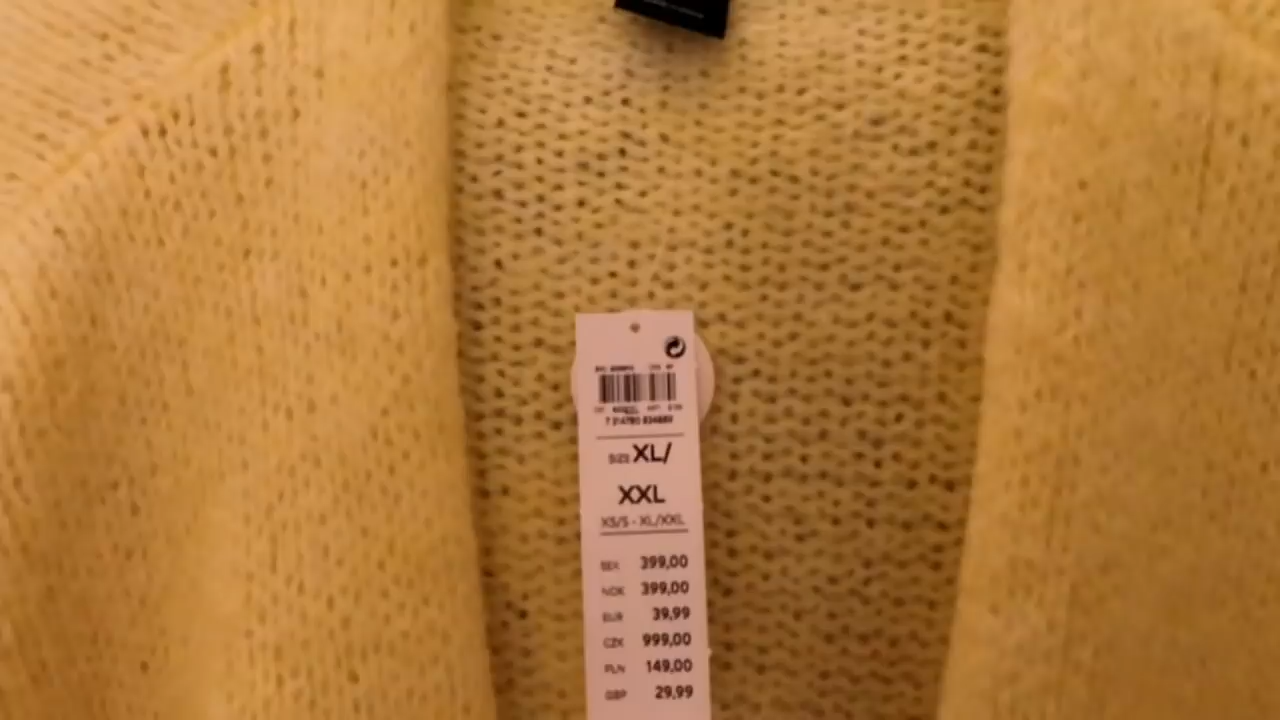 SIZE XL/
XXL
XS/S - XL/XXL
SEK 399,00
NOK 399,00
EUR 39,99
CZK 999,00
PLN 149,00
GBP 29,99